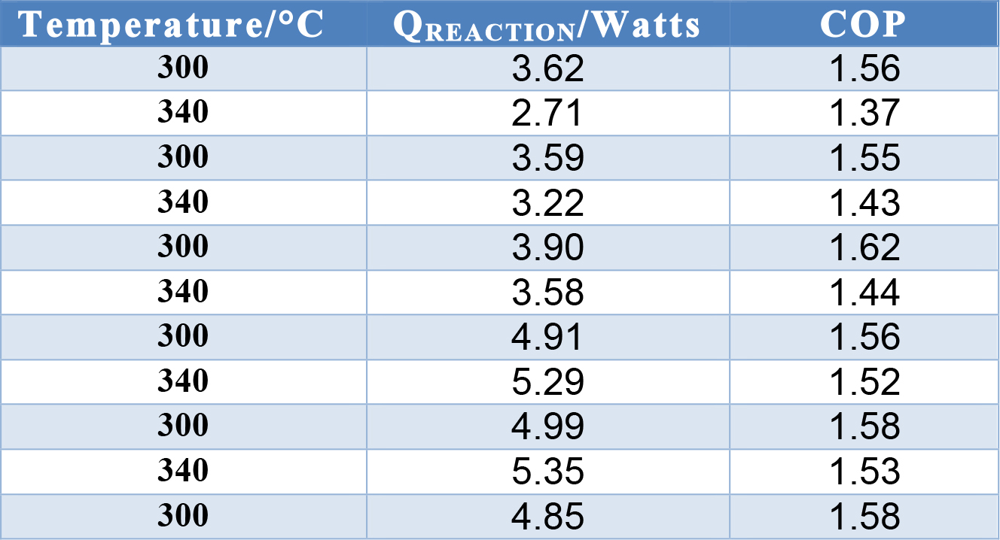 Temperature/°C QREACTION/Watts COP
300 3.62 1.56
340 2.71 1.37
300 3.59 1.55
340 3.22 1.43
300 3.90 1.62
340 3.58 1.44
300 4.91 1.56
340 5.29 1.52
300 4.99 1.58
340 5.35 1.53
300 4.85 1.58